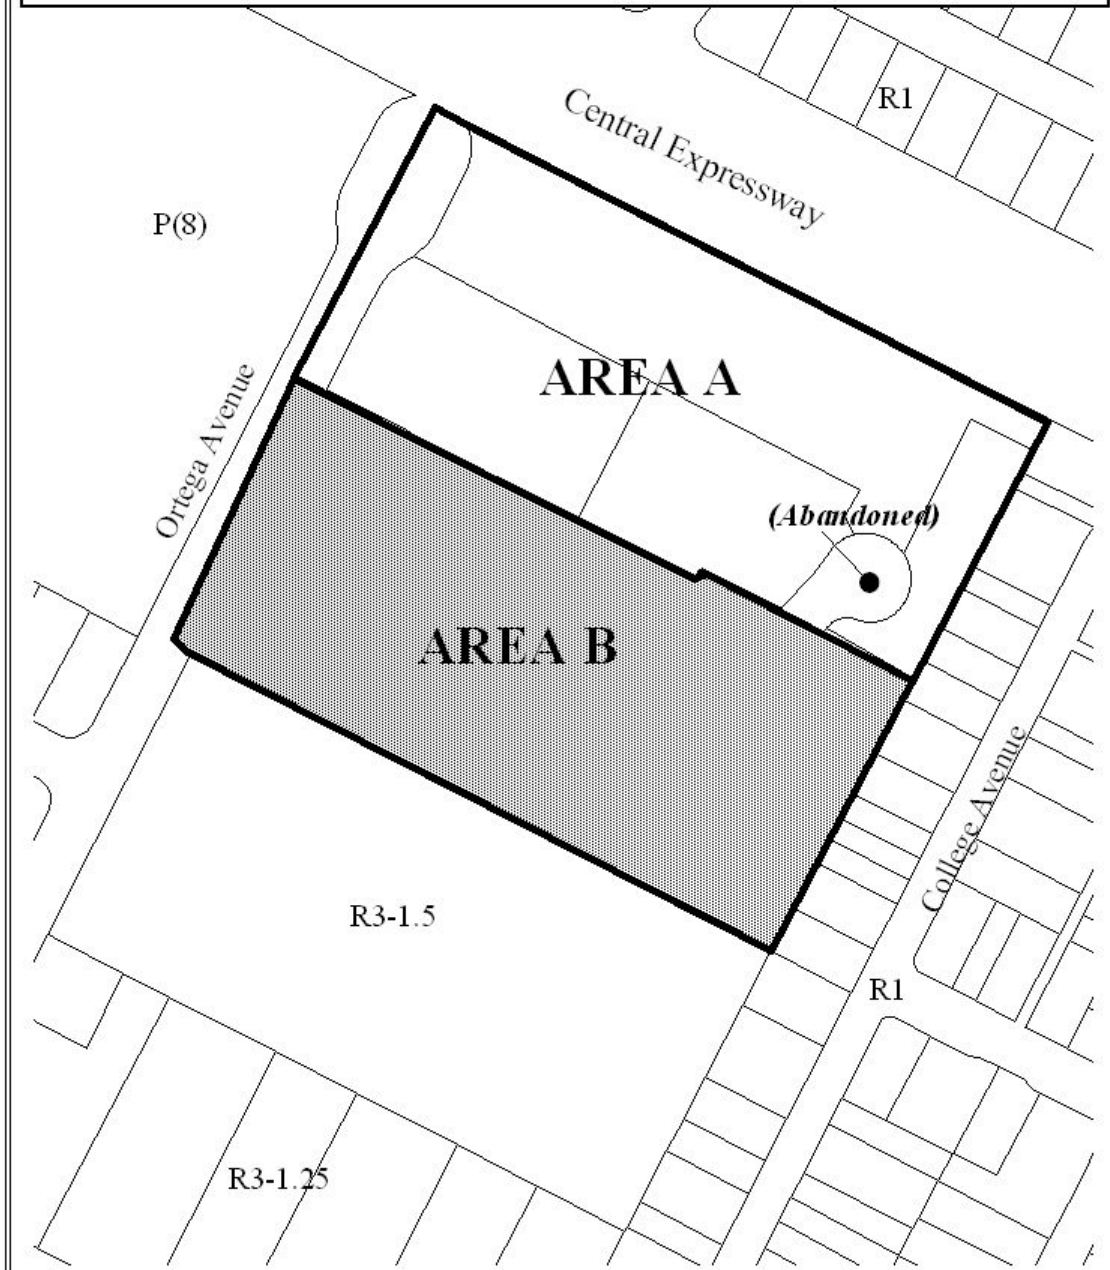 R1
Central Expressway
P(8)
AREA A
Ortega Avenue
(Abandoned)
AREA B
College Avenue
R3-1.5
R1
R3-1.25